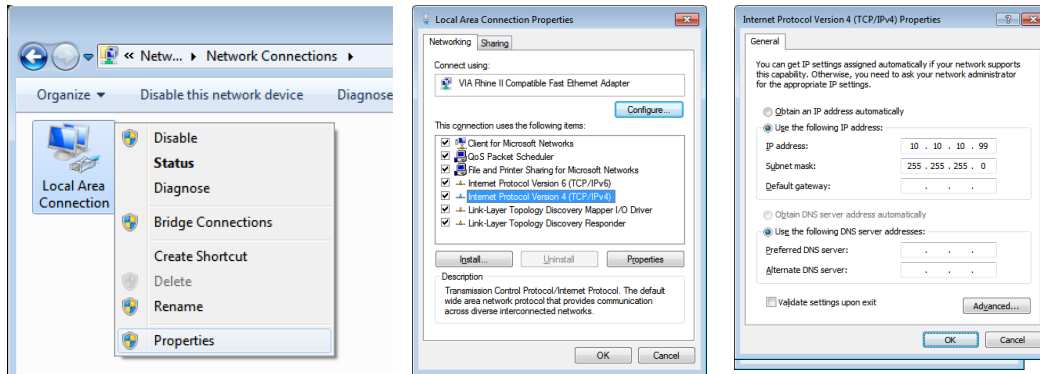 « Netw... ▸ Network Connections ▸
Organize ▾ Disable this network device Diagnose
Local Area
Connection
Disable
Status
Diagnose
Bridge Connections
Create Shortcut
Delete
Rename
Properties
Local Area Connection Properties
Networking Sharing
Connect using:
VIA Rhine II Compatible Fast Ethernet Adapter
Configure...
This connection uses the following items:
Client for Microsoft Networks
QoS Packet Scheduler
File and Printer Sharing for Microsoft Networks
Internet Protocol Version 6 (TCP/IPv6)
Internet Protocol Version 4 (TCP/IPv4)
Link-Layer Topology Discovery Mapper I/O Driver
Link-Layer Topology Discovery Responder
Install... Uninstall Properties
Description
Transmission Control Protocol/Internet Protocol. The default
wide area network protocol that provides communication
across diverse interconnected networks.
OK Cancel
Internet Protocol Version 4 (TCP/IPv4) Properties
General
You can get IP settings assigned automatically if your network supports
this capability. Otherwise, you need to ask your network administrator
for the appropriate IP settings.
Obtain an IP address automatically
Use the following IP address:
IP address: 10 . 10 . 10 . 99
Subnet mask: 255 . 255 . 255 . 0
Default gateway: . . .
Obtain DNS server address automatically
Use the following DNS server addresses:
Preferred DNS server: . . .
Alternate DNS server: . . .
Validate settings upon exit Advanced...
OK Cancel